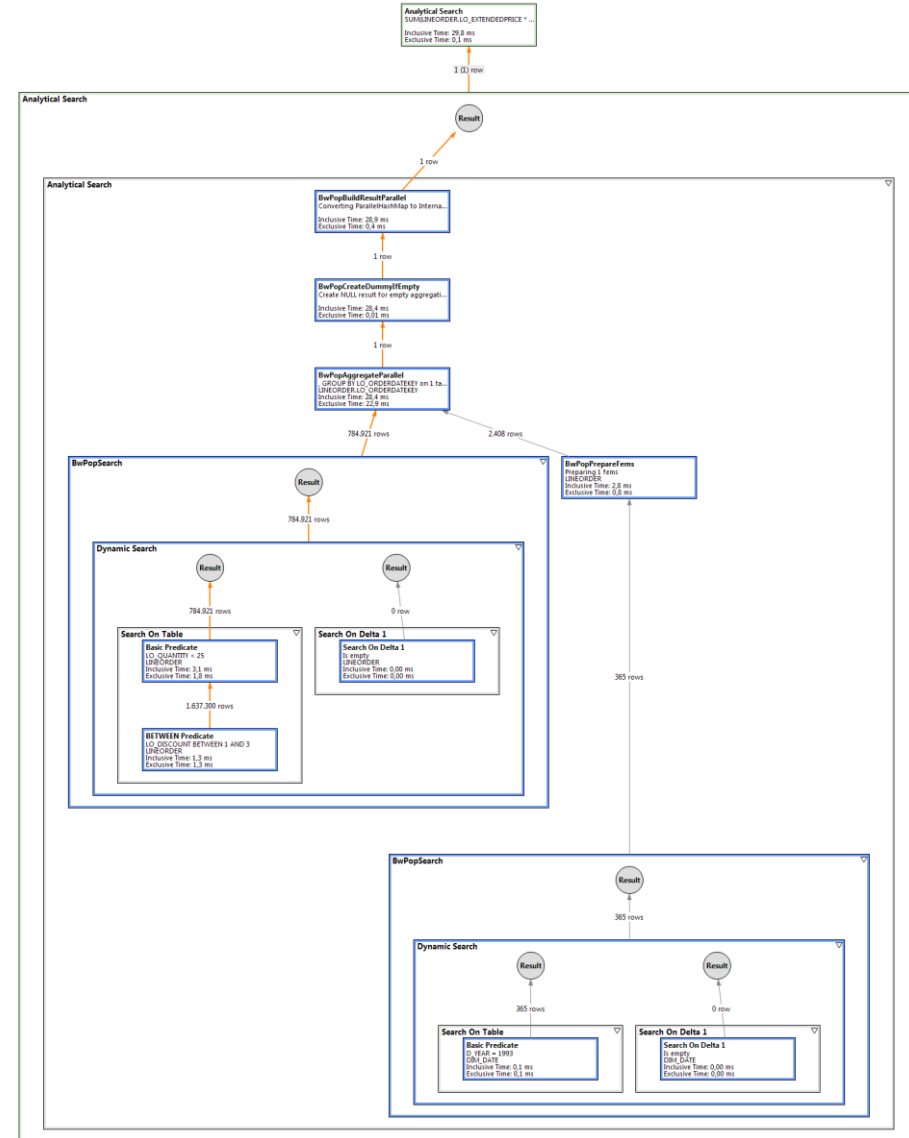 Analytical Search
SUM(LINEORDER.LO_EXTENDEDPRICE * ...
Inclusive Time: 29,8 ms
Exclusive Time: 0,1 ms
1 (1) row
Analytical Search
Result
1 row
Analytical Search
BwPopBuildResultParallel
Converting ParallelHashMap to Interna...
Inclusive Time: 28,9 ms
Exclusive Time: 0,4 ms
1 row
BwPopCreateDummyIfEmpty
Create NULL result for empty aggregati...
Inclusive Time: 28,4 ms
Exclusive Time: 0,01 ms
1 row
BwPopAggregateParallel
, GROUP BY LO_ORDERDATEKEY on 1 ta...
LINEORDER.LO_ORDERDATEKEY
Inclusive Time: 28,4 ms
Exclusive Time: 22,9 ms
784.921 rows
2.408 rows
BwPopSearch
Result
784.921 rows
BwPopPrepareFems
Preparing 1 fems
LINEORDER
Inclusive Time: 2,8 ms
Exclusive Time: 0,8 ms
Dynamic Search
Result
Result
784.921 rows
0 row
Search On Table
Basic Predicate
LO_QUANTITY < 25
LINEORDER
Inclusive Time: 3,1 ms
Exclusive Time: 1,8 ms
Search On Delta 1
Search On Delta 1
Is empty
LINEORDER
Inclusive Time: 0,00 ms
Exclusive Time: 0,00 ms
365 rows
1.637.300 rows
BETWEEN Predicate
LO_DISCOUNT BETWEEN 1 AND 3
LINEORDER
Inclusive Time: 1,3 ms
Exclusive Time: 1,3 ms
BwPopSearch
Result
365 rows
Dynamic Search
Result
Result
365 rows
0 row
Search On Table
Basic Predicate
D_YEAR = 1993
DIM_DATE
Inclusive Time: 0,1 ms
Exclusive Time: 0,1 ms
Search On Delta 1
Search On Delta 1
Is empty
DIM_DATE
Inclusive Time: 0,00 ms
Exclusive Time: 0,00 ms